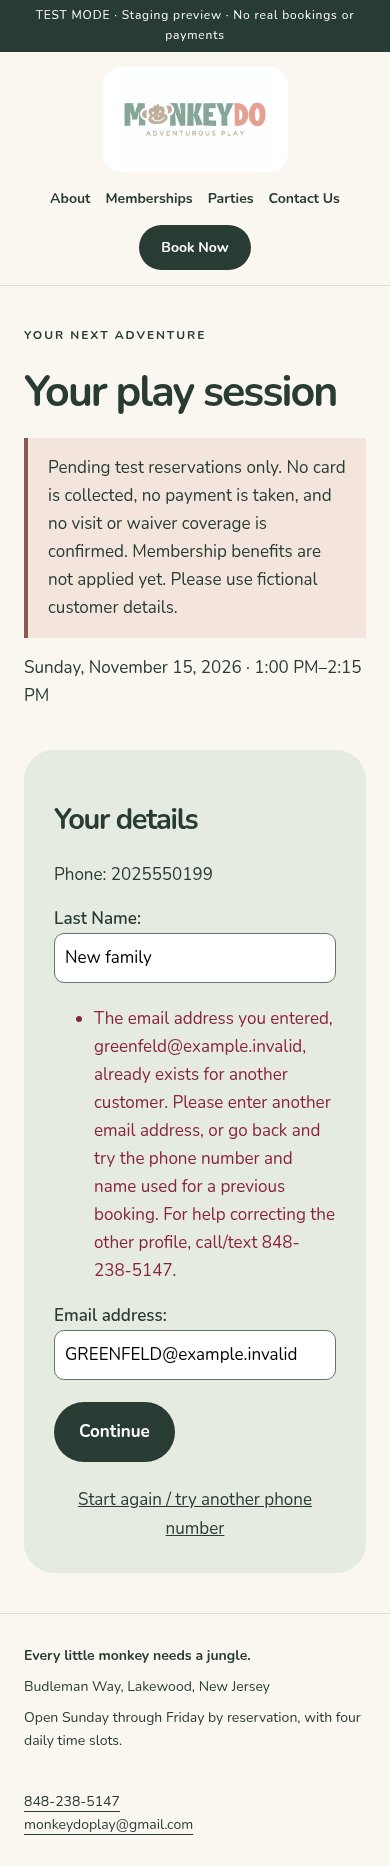 TEST MODE · Staging preview · No real bookings or
payments
MONKEYDO
ADVENTUROUS PLAY
About Memberships Parties Contact Us
Book Now
YOUR NEXT ADVENTURE
Your play session
Pending test reservations only. No card
is collected, no payment is taken, and
no visit or waiver coverage is
confirmed. Membership benefits are
not applied yet. Please use fictional
customer details.
Sunday, November 15, 2026 · 1:00 PM–2:15
PM
Your details
Phone: 2025550199
Last Name:
New family
• The email address you entered,
greenfeld@example.invalid,
already exists for another
customer. Please enter another
email address, or go back and
try the phone number and
name used for a previous
booking. For help correcting the
other profile, call/text 848-
238-5147.
Email address:
GREENFELD@example.invalid
Continue
Start again / try another phone
number
Every little monkey needs a jungle.
Budleman Way, Lakewood, New Jersey
Open Sunday through Friday by reservation, with four
daily time slots.
848-238-5147
monkeydoplay@gmail.com